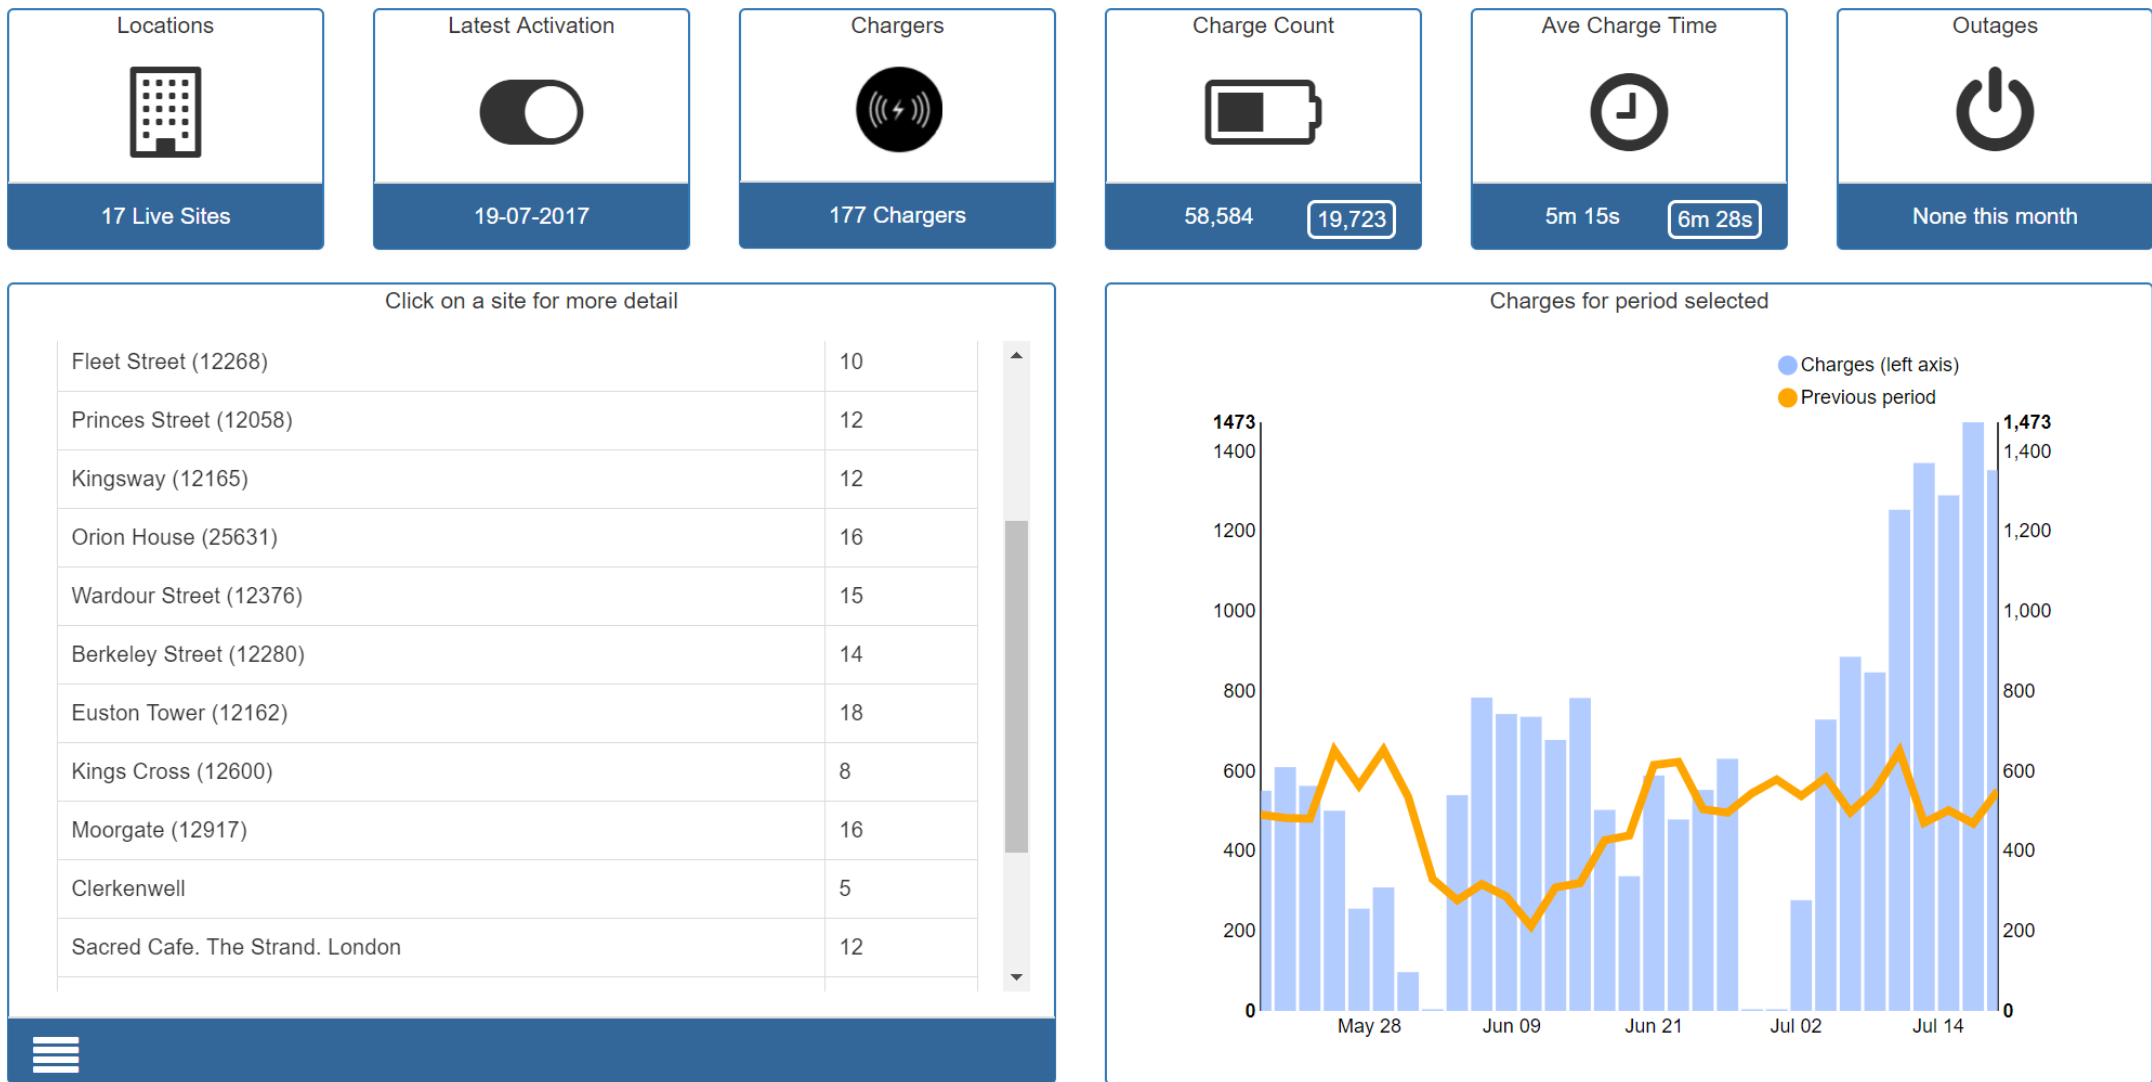 Locations
17 Live Sites
Latest Activation
19-07-2017
Chargers
177 Chargers
Charge Count
58,584 19,723
Ave Charge Time
5m 15s 6m 28s
Outages
None this month
Click on a site for more detail
Fleet Street (12268) 10
Princes Street (12058) 12
Kingsway (12165) 12
Orion House (25631) 16
Wardour Street (12376) 15
Berkeley Street (12280) 14
Euston Tower (12162) 18
Kings Cross (12600) 8
Moorgate (12917) 16
Clerkenwell 5
Sacred Cafe. The Strand. London 12
Charges for period selected
Charges (left axis)
Previous period
1473 1,473
1400 1,400
1200 1,200
1000 1,000
800 800
600 600
400 400
200 200
0 0
May 28 Jun 09 Jun 21 Jul 02 Jul 14